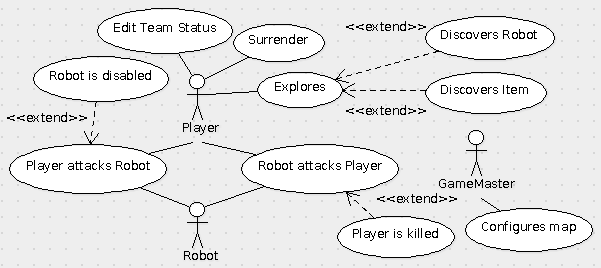 Edit Team Status
Surrender
<<extend>>
Discovers Robot
Robot is disabled
Explores
Discovers Item
<<extend>>
<<extend>>
Player
Player attacks Robot
Robot attacks Player
GameMaster
<<extend>>
Player is killed
Configures map
Robot